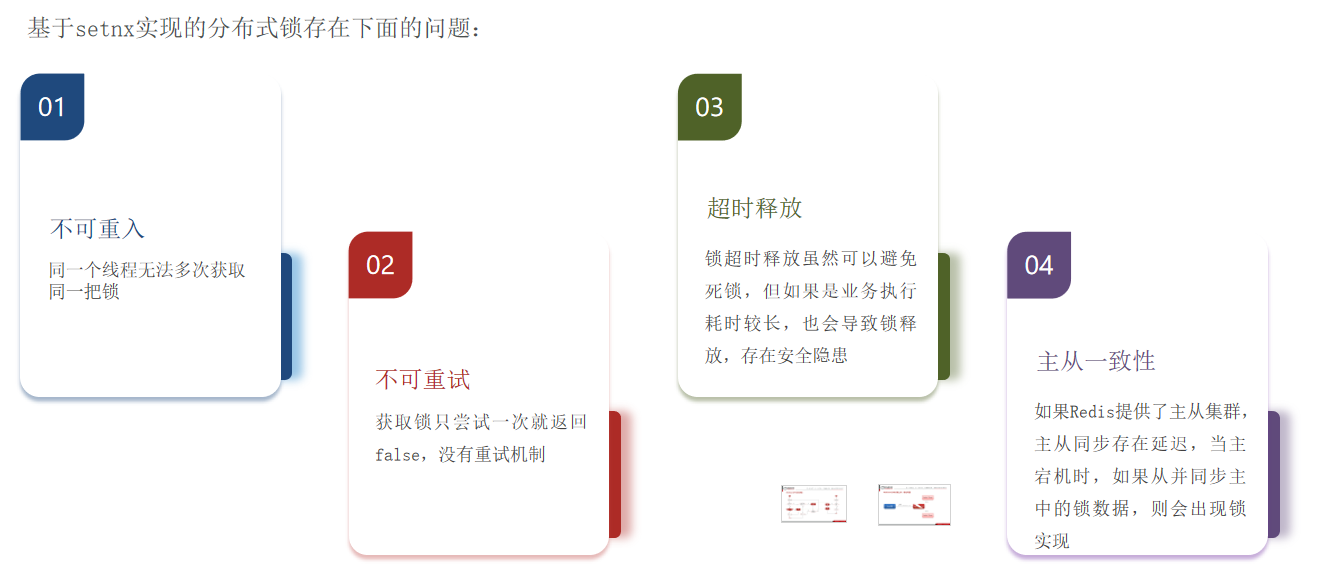 基于setnx实现的分布式锁存在下面的问题：
01
不可重入
同一个线程无法多次获取
同一把锁
02
不可重试
获取锁只尝试一次就返回
false，没有重试机制
03
超时释放
锁超时释放虽然可以避免
死锁，但如果是业务执行
耗时较长，也会导致锁释
放，存在安全隐患
04
主从一致性
如果Redis提供了主从集群，
主从同步存在延迟，当主
宕机时，如果从并同步主
中的锁数据，则会出现锁
实现